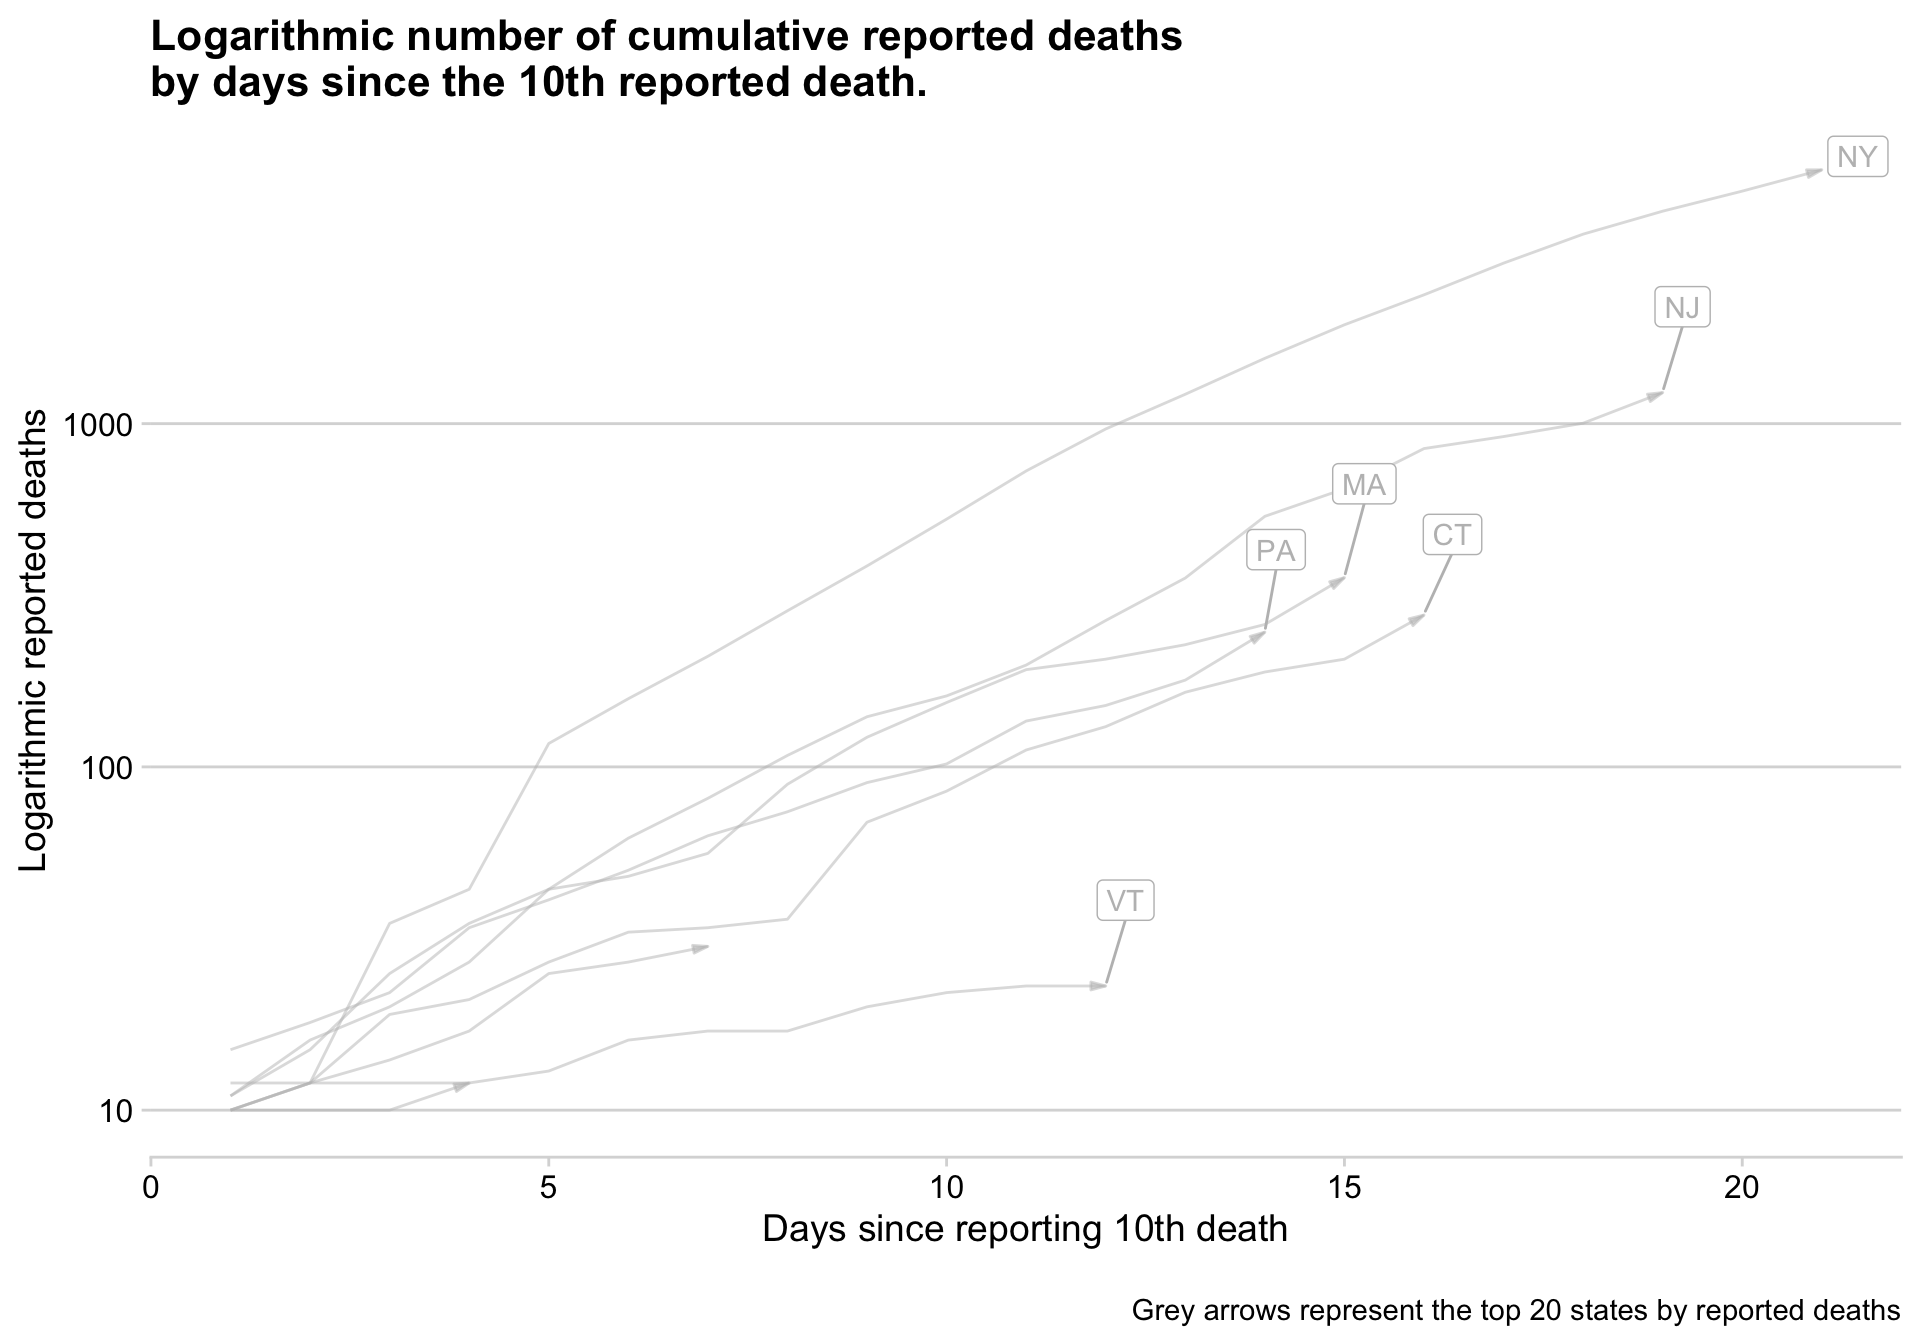 Logarithmic number of cumulative reported deaths
by days since the 10th reported death.
NY
NJ
1000
MA
CT
PA
Logarithmic reported deaths
100
VT
10
0 5 10 15 20
Days since reporting 10th death
Grey arrows represent the top 20 states by reported deaths